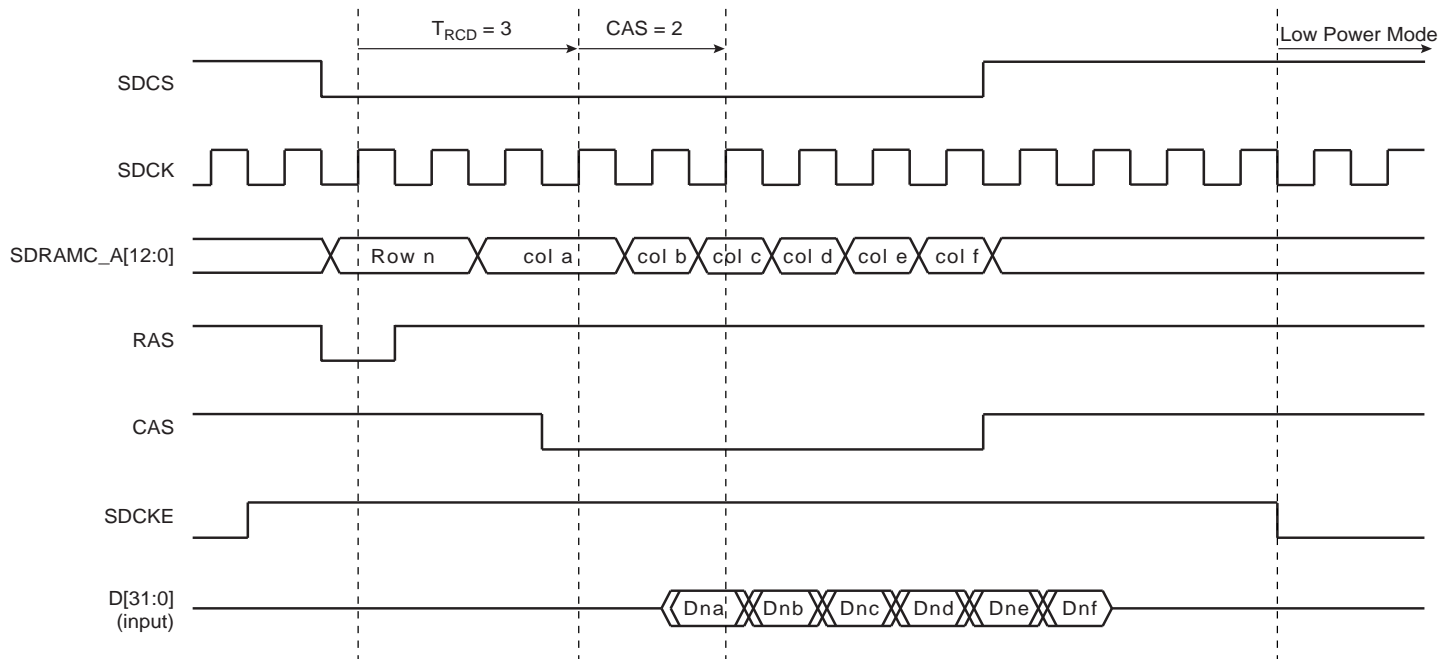 T_RCD = 3
CAS = 2
Low Power Mode
SDCS
SDCK
SDRAMC_A[12:0]
Row n
col a
col b
col c
col d
col e
col f
RAS
CAS
SDCKE
D[31:0]
(input)
Dna
Dnb
Dnc
Dnd
Dne
Dnf